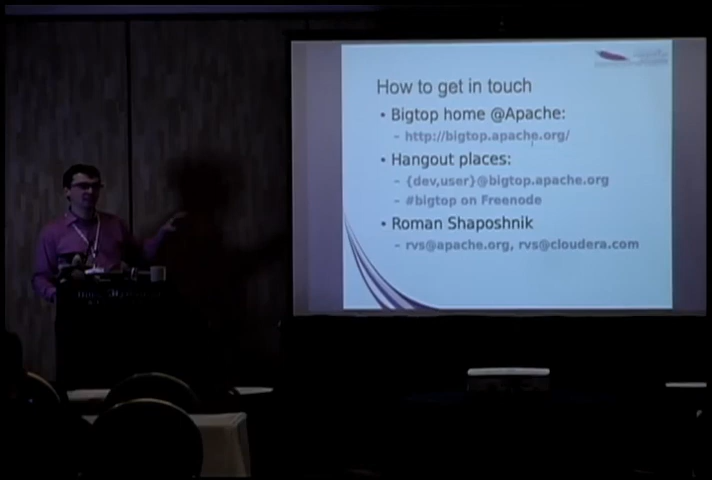 How to get in touch
• Bigtop home @Apache:
– http://bigtop.apache.org/
• Hangout places:
– {dev,user}@bigtop.apache.org
– #bigtop on Freenode
• Roman Shaposhnik
– rvs@apache.org, rvs@cloudera.com